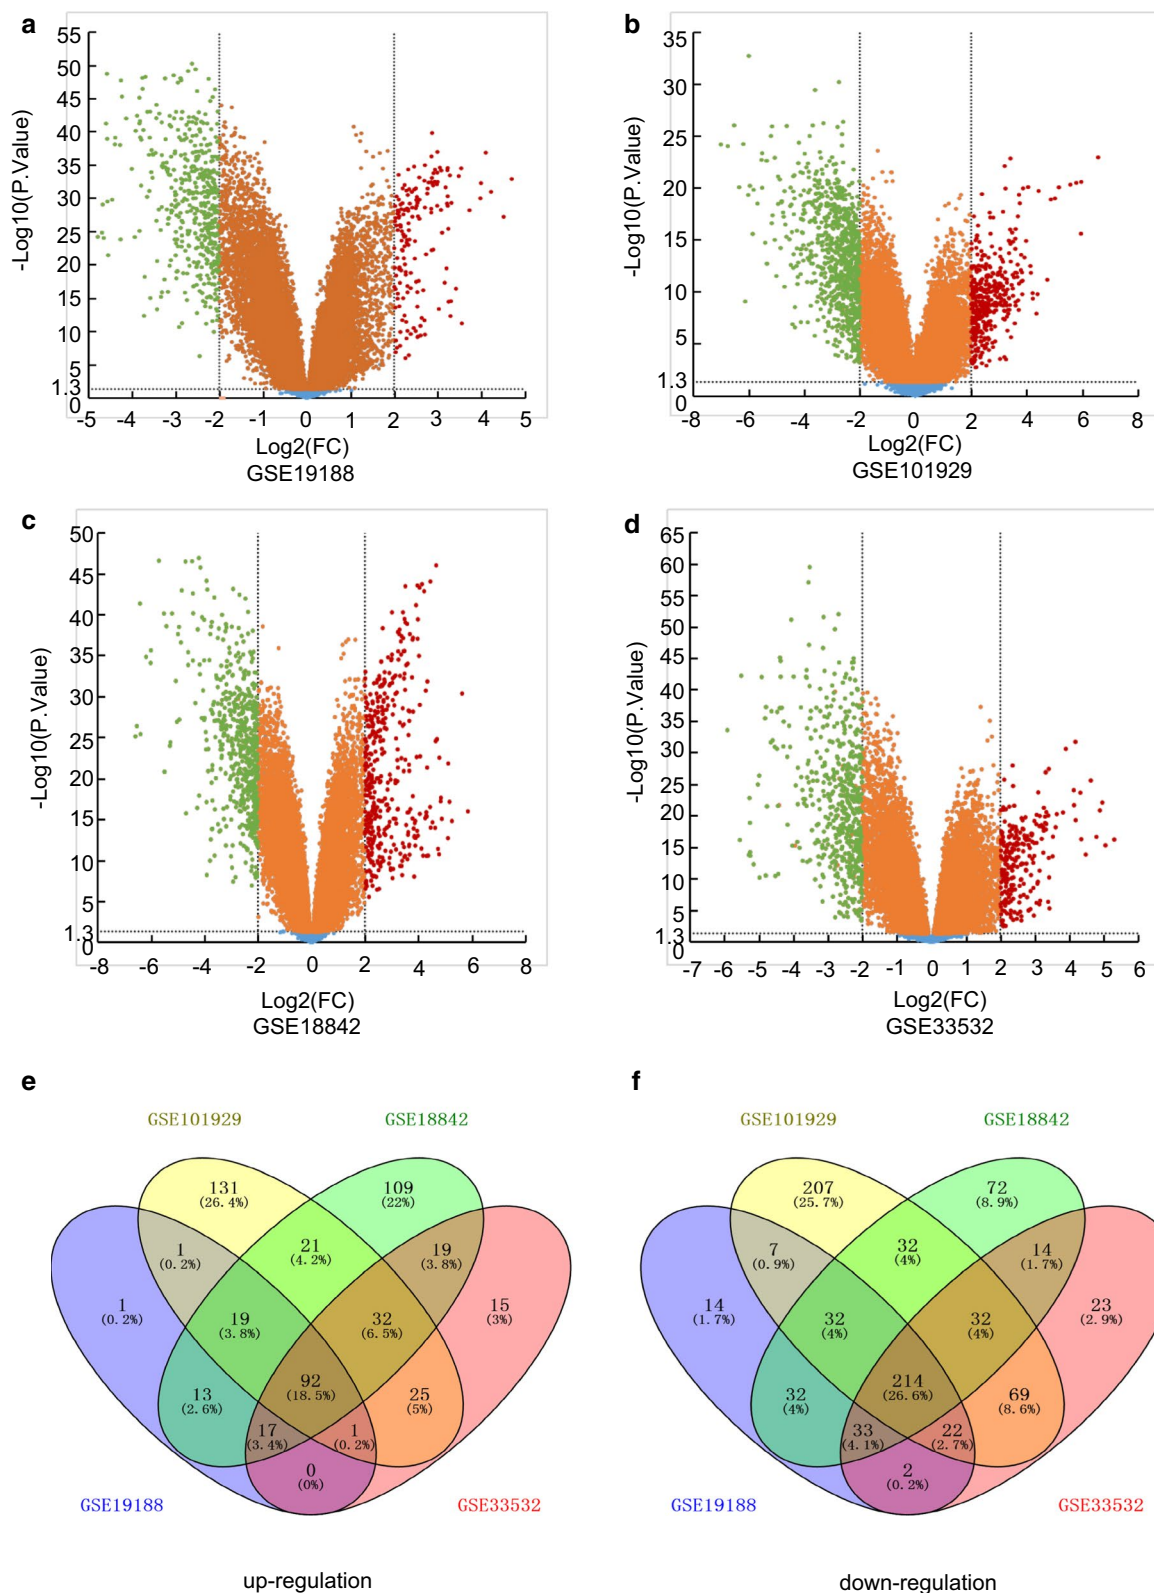 a
55
50
45
40
35
30
25
20
15
10
5
1.3
0
-Log10(P.Value)
-5 -4 -3 -2 -1 0 1 2 3 4 5
Log2(FC)
GSE19188
b
35
30
25
20
15
10
5
1.3
0
-Log10(P.Value)
-8 -6 -4 -2 0 2 4 6 8
Log2(FC)
GSE101929
c
50
45
40
35
30
25
20
15
10
5
1.3
0
-Log10(P.Value)
-8 -6 -4 -2 0 2 4 6 8
Log2(FC)
GSE18842
d
65
60
55
50
45
40
35
30
25
20
15
10
5
1.3
0
-Log10(P.Value)
-7 -6 -5 -4 -3 -2 -1 0 1 2 3 4 5 6
Log2(FC)
GSE33532
e
GSE101929 GSE18842
131 109
(26.4%) (22%)
1 21 19
(0.2%) (4.2%) (3.8%)
1 19 32 15
(0.2%) (3.8%) (6.5%) (3%)
13 92 25
(2.6%) (18.5%) (5%)
17 1
(3.4%) (0.2%)
0
(0%)
GSE19188 GSE33532
up-regulation
f
GSE101929 GSE18842
207 72
(25.7%) (8.9%)
7 32 14
(0.9%) (4%) (1.7%)
14 32 32 23
(1.7%) (4%) (4%) (2.9%)
32 214 69
(4%) (26.6%) (8.6%)
33 22
(4.1%) (2.7%)
2
(0.2%)
GSE19188 GSE33532
down-regulation